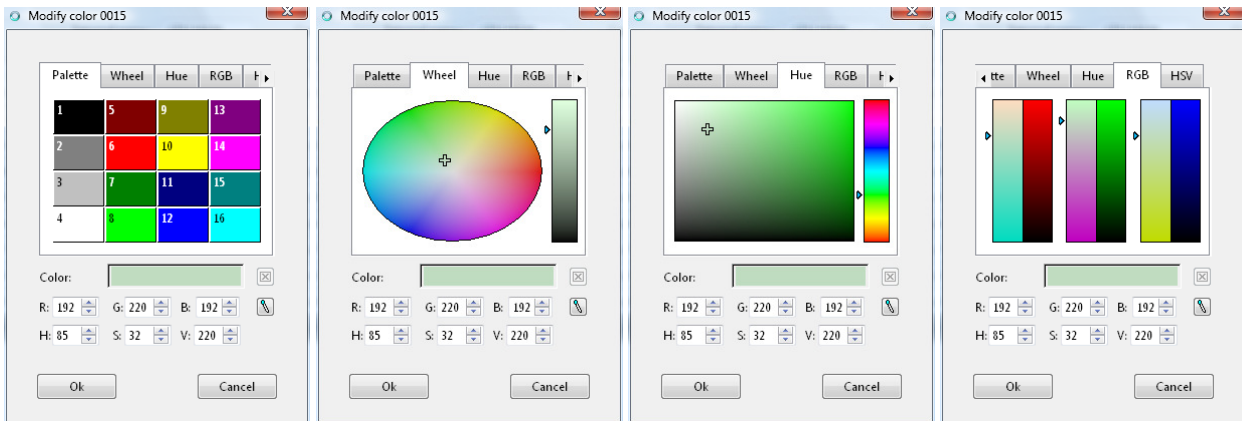 Modify color 0015
Palette Wheel Hue RGB
1 5 9 13
2 6 10 14
3 7 11 15
4 8 12 16
Color:
R: 192 G: 220 B: 192
H: 85 S: 32 V: 220
Ok Cancel
Modify color 0015
Palette Wheel Hue RGB
Color:
R: 192 G: 220 B: 192
H: 85 S: 32 V: 220
Ok Cancel
Modify color 0015
Palette Wheel Hue RGB
Color:
R: 192 G: 220 B: 192
H: 85 S: 32 V: 220
Ok Cancel
Modify color 0015
tte Wheel Hue RGB HSV
Color:
R: 192 G: 220 B: 192
H: 85 S: 32 V: 220
Ok Cancel